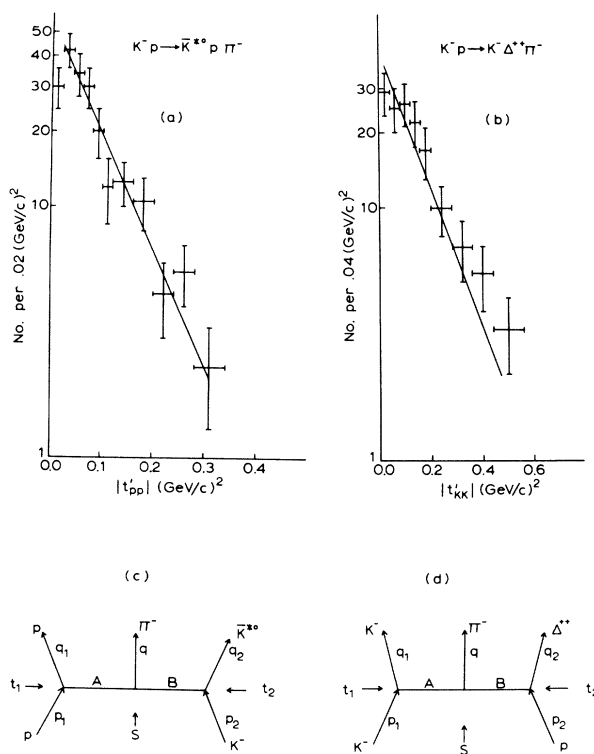 K⁻p → K̄*° p Π⁻
(a)
No. per .02 (GeV/c)²
50
40
30
20
10
1
0.0 0.1 0.2 0.3 0.4
|t'pp| (GeV/c)²
K⁻p → K⁻Δ⁺⁺Π⁻
(b)
No. per .04 (GeV/c)²
30
20
10
1
0.0 0.2 0.4 0.6
|t'KK| (GeV/c)²
(c)
p Π⁻ K̄*°
q₁ q q₂
t₁ A B t₂
p₁ p₂
p S K⁻
(d)
K⁻ Π⁻ Δ⁺⁺
q₁ q q₂
t₁ A B t₂
p₁ p₂
K⁻ S p